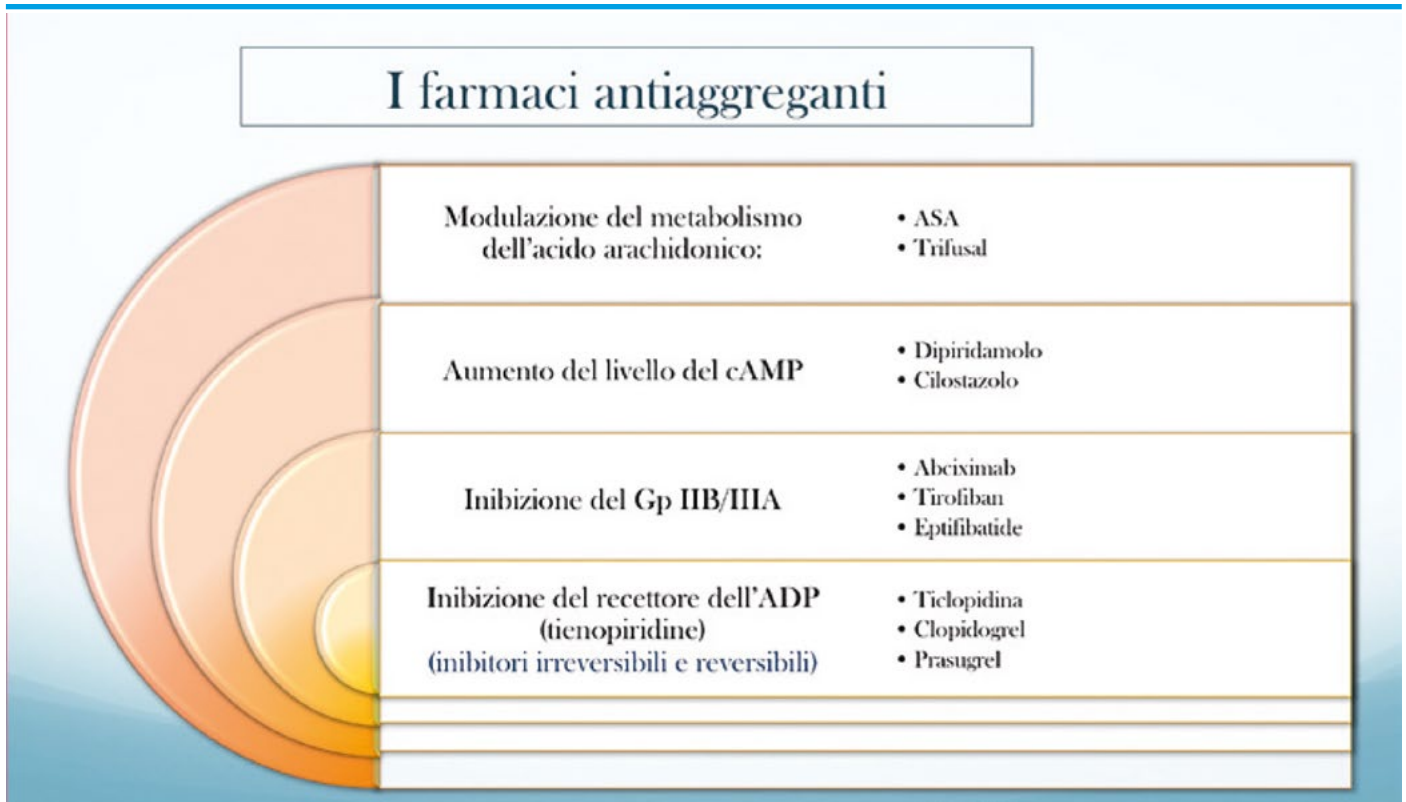 I farmaci antiaggreganti
Modulazione del metabolismo
dell'acido arachidonico:
• ASA
• Trifusal
Aumento del livello del cAMP
• Dipiridamolo
• Cilostazolo
Inibizione del Gp IIB/IIIA
• Abciximab
• Tirofiban
• Eptifibatide
Inibizione del recettore dell'ADP
(tienopiridine)
(inibitori irreversibili e reversibili)
• Ticlopidina
• Clopidogrel
• Prasugrel